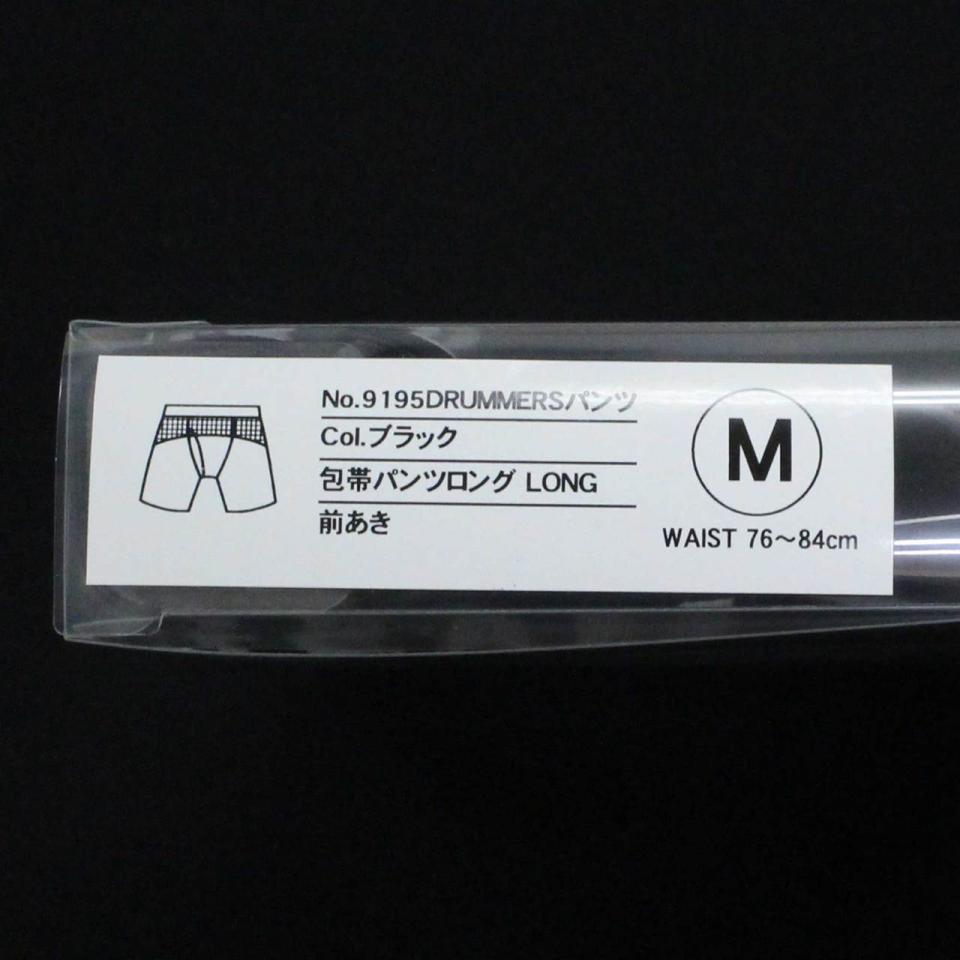 No.9195DRUMMERSパンツ
Col.ブラック
包帯パンツロング LONG
前あき
M
WAIST 76～84cm